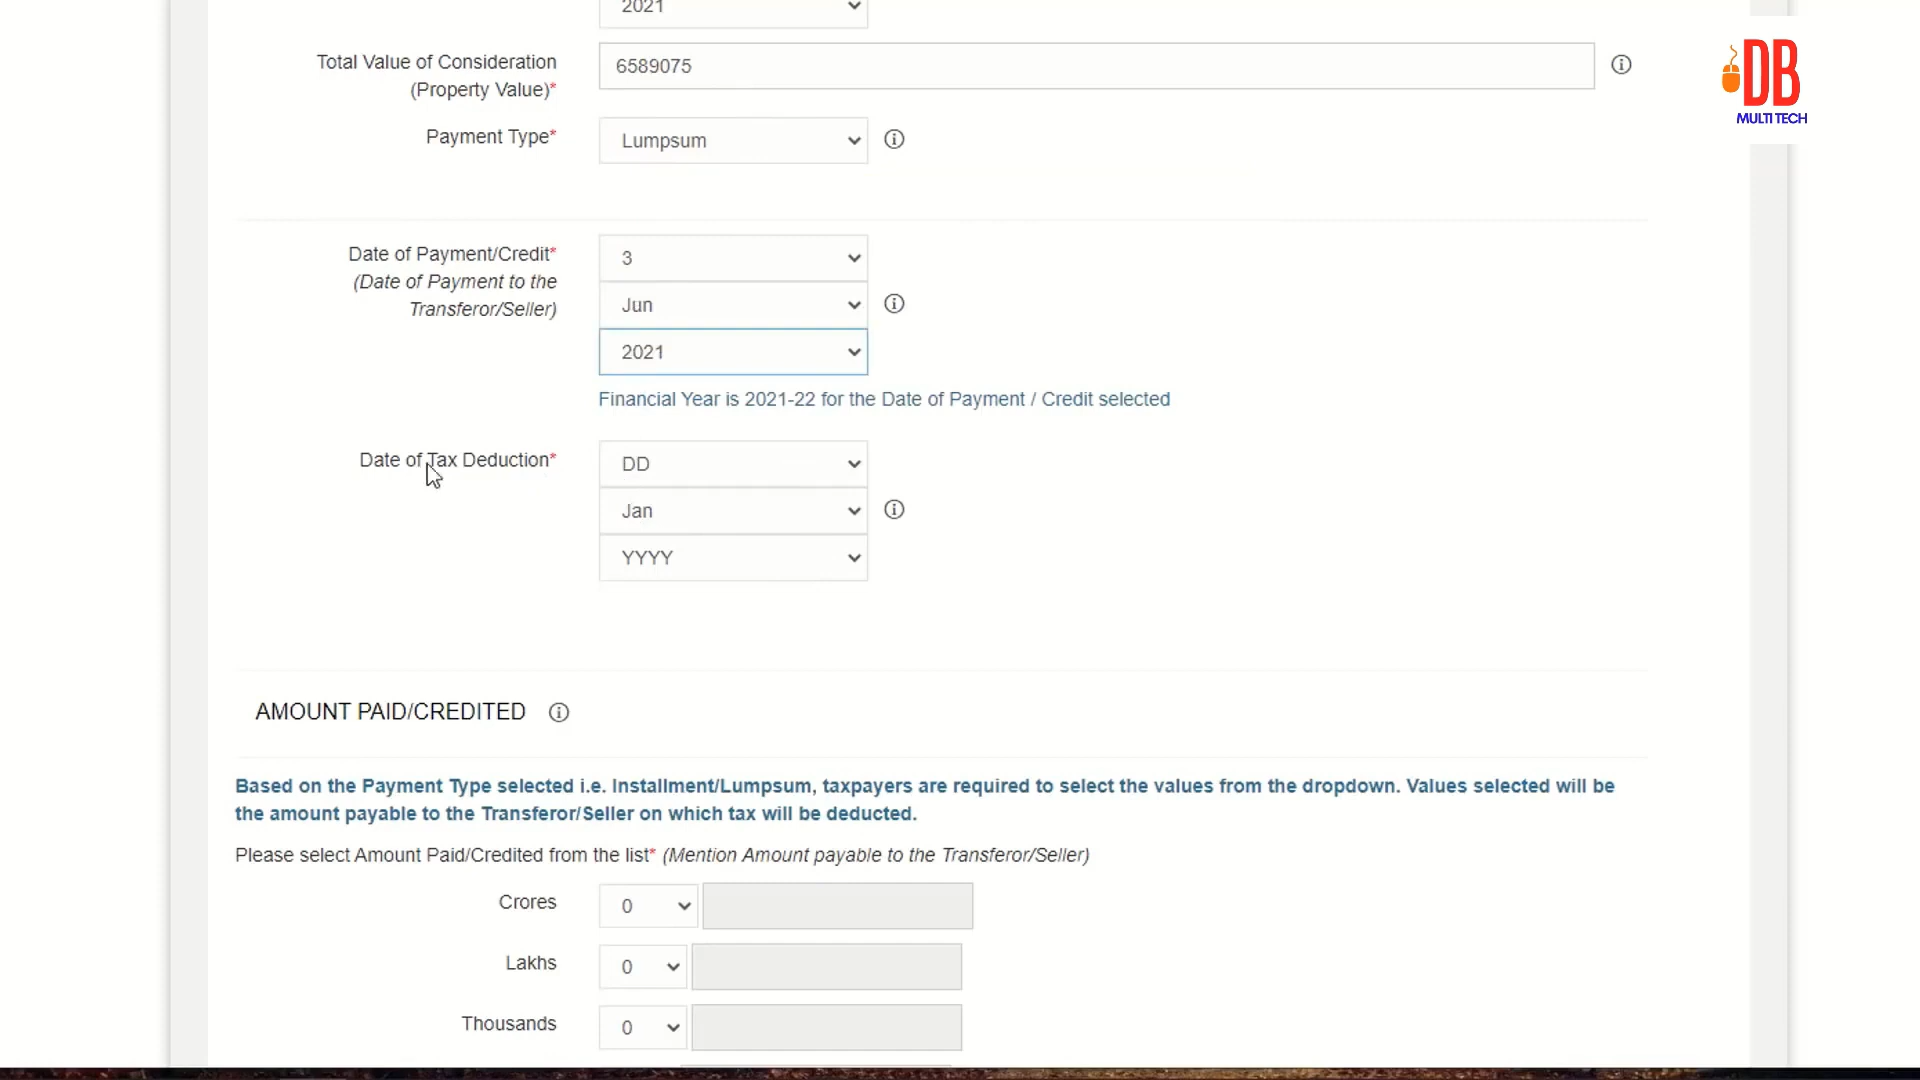 2021
Total Value of Consideration
(Property Value)*
6589075
Payment Type*
Lumpsum
DB
MULTI TECH
Date of Payment/Credit*
(Date of Payment to the
Transferor/Seller)
3
Jun
2021
Financial Year is 2021-22 for the Date of Payment / Credit selected
Date of Tax Deduction*
DD
Jan
YYYY
AMOUNT PAID/CREDITED
Based on the Payment Type selected i.e. Installment/Lumpsum, taxpayers are required to select the values from the dropdown. Values selected will be
the amount payable to the Transferor/Seller on which tax will be deducted.
Please select Amount Paid/Credited from the list* (Mention Amount payable to the Transferor/Seller)
Crores
0
Lakhs
0
Thousands
0